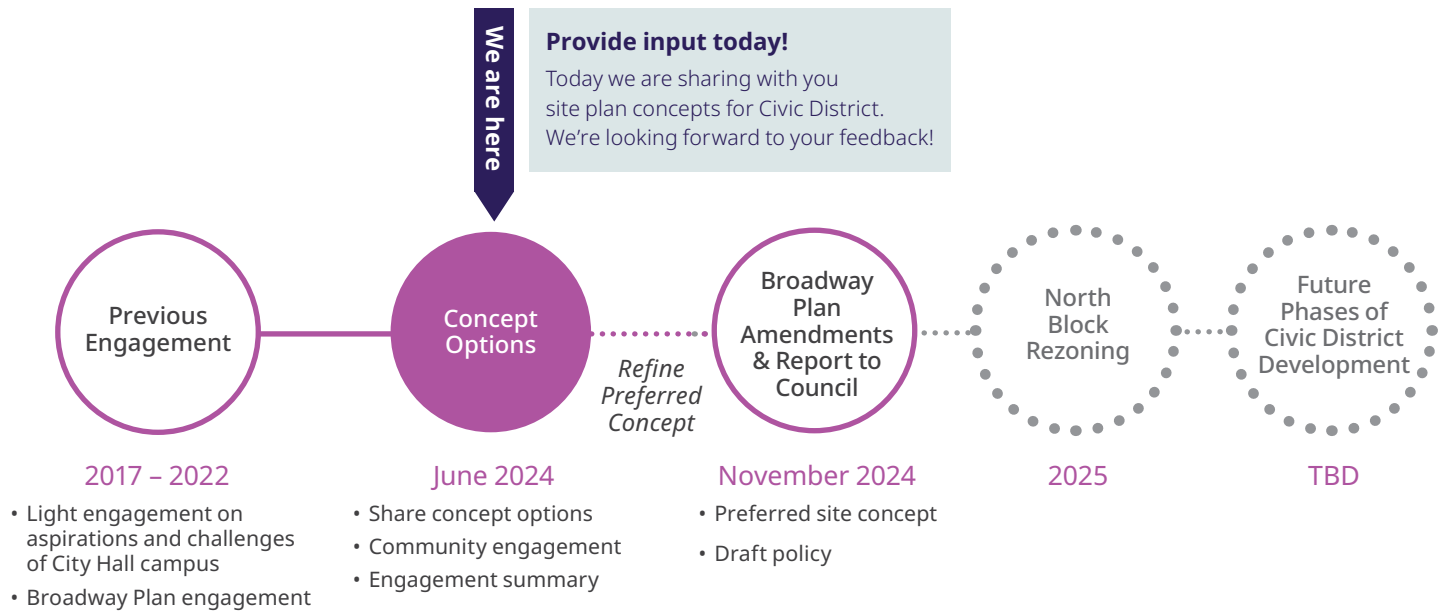 We are here
Provide input today!
Today we are sharing with you
site plan concepts for Civic District.
We’re looking forward to your feedback!
Previous
Engagement
Concept
Options
Refine
Preferred
Concept
Broadway
Plan
Amendments
& Report to
Council
North
Block
Rezoning
Future
Phases of
Civic District
Development
2017 – 2022
• Light engagement on
aspirations and challenges
of City Hall campus
• Broadway Plan engagement
June 2024
• Share concept options
• Community engagement
• Engagement summary
November 2024
• Preferred site concept
• Draft policy
2025
TBD